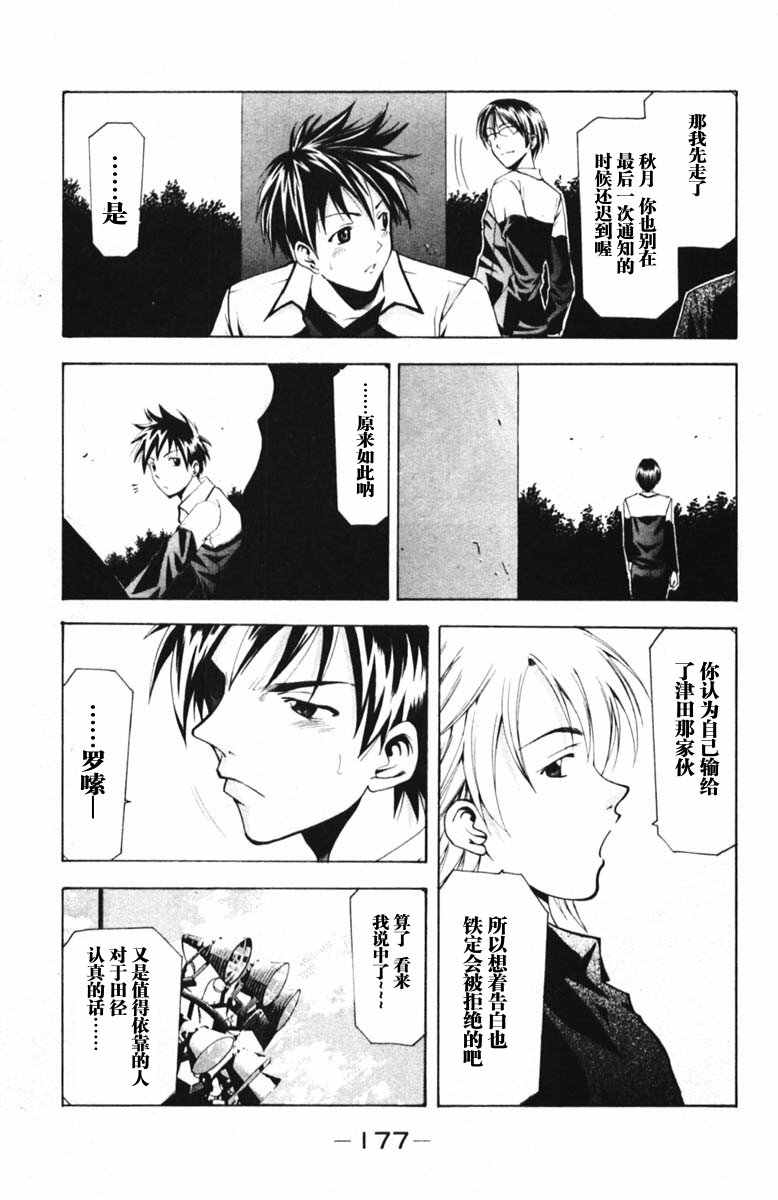 那我先走了
秋月 你也别在
最后一次通知的
时候还迟到喔
……是
……原来如此呐
你认为自己输给
了津田那家伙
所以想着告白也
铁定会被拒绝的吧
……罗嗦—
算了 看来
我说中了~~~
又是值得依靠的人
对于田径
认真的话……
—177—